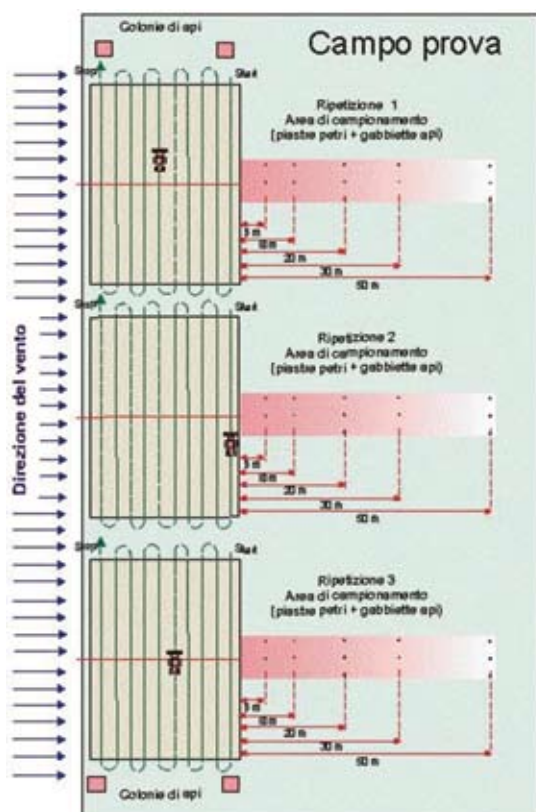 Colonie di api
Campo prova
Stop
Start
Ripetizione 1
Area di campionamento
[piastre petri + gabbiette api)
5 m
10 m
20 m
30 m
50 m
Stop
Start
Direzione del vento
Ripetizione 2
Area di campionamento
[piastre petri + gabbiette api)
5 m
10 m
20 m
30 m
50 m
Stop
Start
Ripetizione 3
Area di campionamento
[piastre petri + gabbiette api)
5 m
10 m
20 m
30 m
50 m
Colonie di api